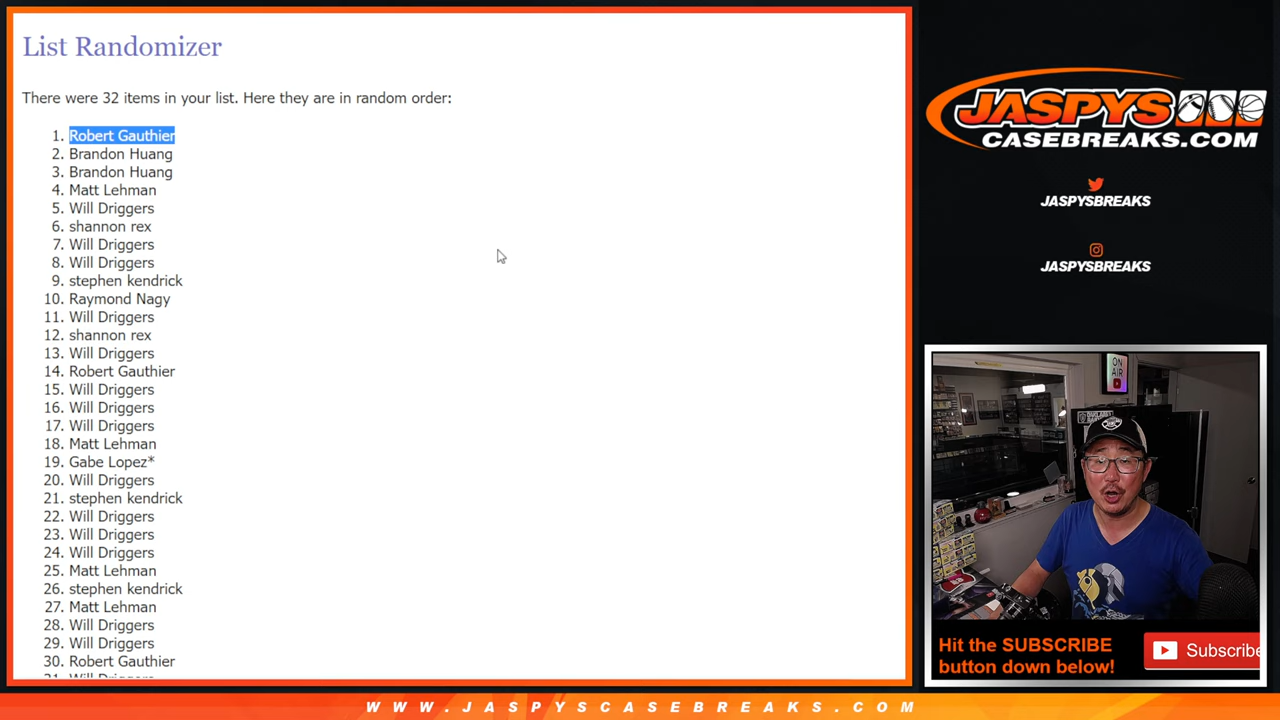 List Randomizer
There were 32 items in your list. Here they are in random order:
1. Robert Gauthier
2. Brandon Huang
3. Brandon Huang
4. Matt Lehman
5. Will Driggers
6. shannon rex
7. Will Driggers
8. Will Driggers
9. stephen kendrick
10. Raymond Nagy
11. Will Driggers
12. shannon rex
13. Will Driggers
14. Robert Gauthier
15. Will Driggers
16. Will Driggers
17. Will Driggers
18. Matt Lehman
19. Gabe Lopez*
20. Will Driggers
21. stephen kendrick
22. Will Driggers
23. Will Driggers
24. Will Driggers
25. Matt Lehman
26. stephen kendrick
27. Matt Lehman
28. Will Driggers
29. Will Driggers
30. Robert Gauthier
31. Will Driggers
JASPYS
CASEBREAKS.COM
JASPYSBREAKS
JASPYSBREAKS
ON
AIR
Hit the SUBSCRIBE
button down below!
Subscribe
WWW.JASPYSCASEBREAKS.COM